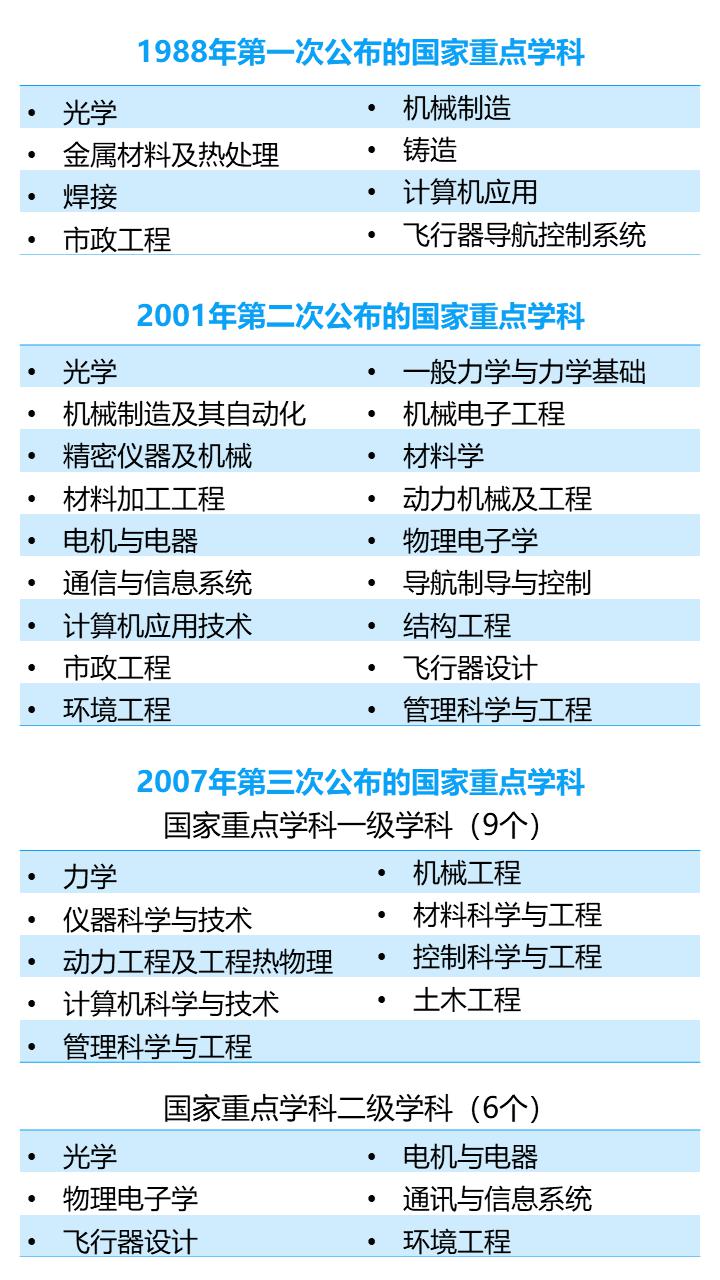 1988年第一次公布的国家重点学科
• 光学 • 机械制造
• 金属材料及热处理 • 铸造
• 焊接 • 计算机应用
• 市政工程 • 飞行器导航控制系统
2001年第二次公布的国家重点学科
• 光学 • 一般力学与力学基础
• 机械制造及其自动化 • 机械电子工程
• 精密仪器及机械 • 材料学
• 材料加工工程 • 动力机械及工程
• 电机与电器 • 物理电子学
• 通信与信息系统 • 导航制导与控制
• 计算机应用技术 • 结构工程
• 市政工程 • 飞行器设计
• 环境工程 • 管理科学与工程
2007年第三次公布的国家重点学科
国家重点学科一级学科（9个）
• 力学 • 机械工程
• 仪器科学与技术 • 材料科学与工程
• 动力工程及工程热物理 • 控制科学与工程
• 计算机科学与技术 • 土木工程
• 管理科学与工程
国家重点学科二级学科（6个）
• 光学 • 电机与电器
• 物理电子学 • 通讯与信息系统
• 飞行器设计 • 环境工程